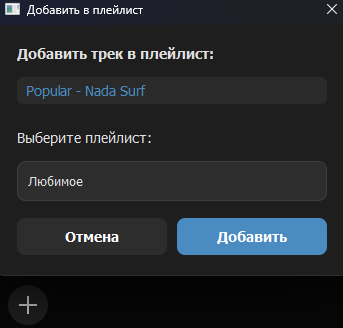 Добавить в плейлист
Добавить трек в плейлист:
Popular - Nada Surf
Выберите плейлист:
Любимое
Отмена
Добавить